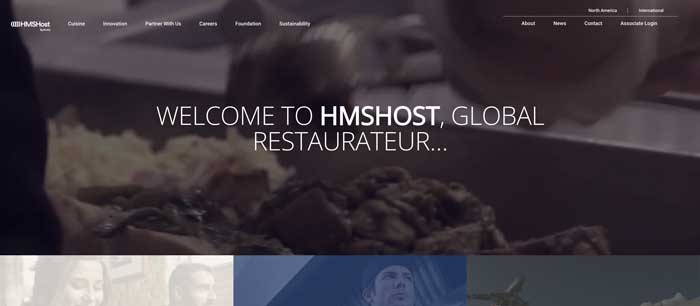 North America | International
HMSHost
Cuisine Innovation Partner With Us Careers Foundation Sustainability About News Contact Associate Login
WELCOME TO HMSHOST, GLOBAL
RESTAURATEUR...